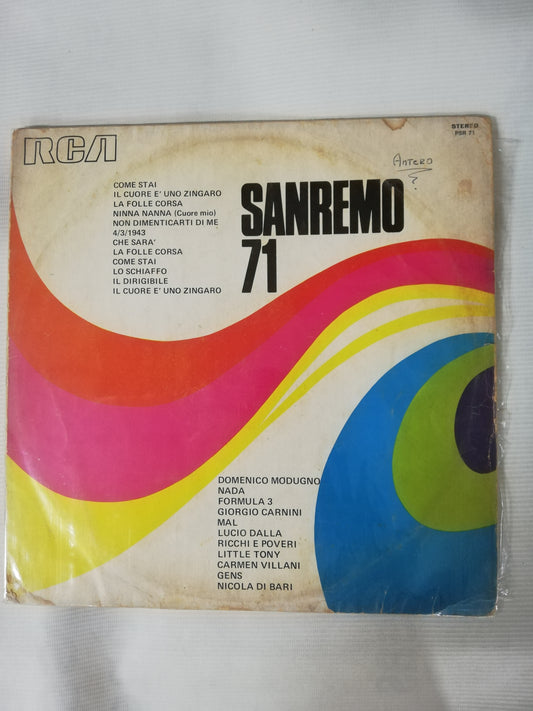 RCA
STEREO
PSR 71
Antero
?
COME STAI
IL CUORE E' UNO ZINGARO
LA FOLLE CORSA
NINNA NANNA (Cuore mio)
NON DIMENTICARTI DI ME
4/3/1943
CHE SARA'
LA FOLLE CORSA
COME STAI
LO SCHIAFFO
IL DIRIGIBILE
IL CUORE E' UNO ZINGARO
SANREMO
71
DOMENICO MODUGNO
NADA
FORMULA 3
GIORGIO CARNINI
MAL
LUCIO DALLA
RICCHI E POVERI
LITTLE TONY
CARMEN VILLANI
GENS
NICOLA DI BARI